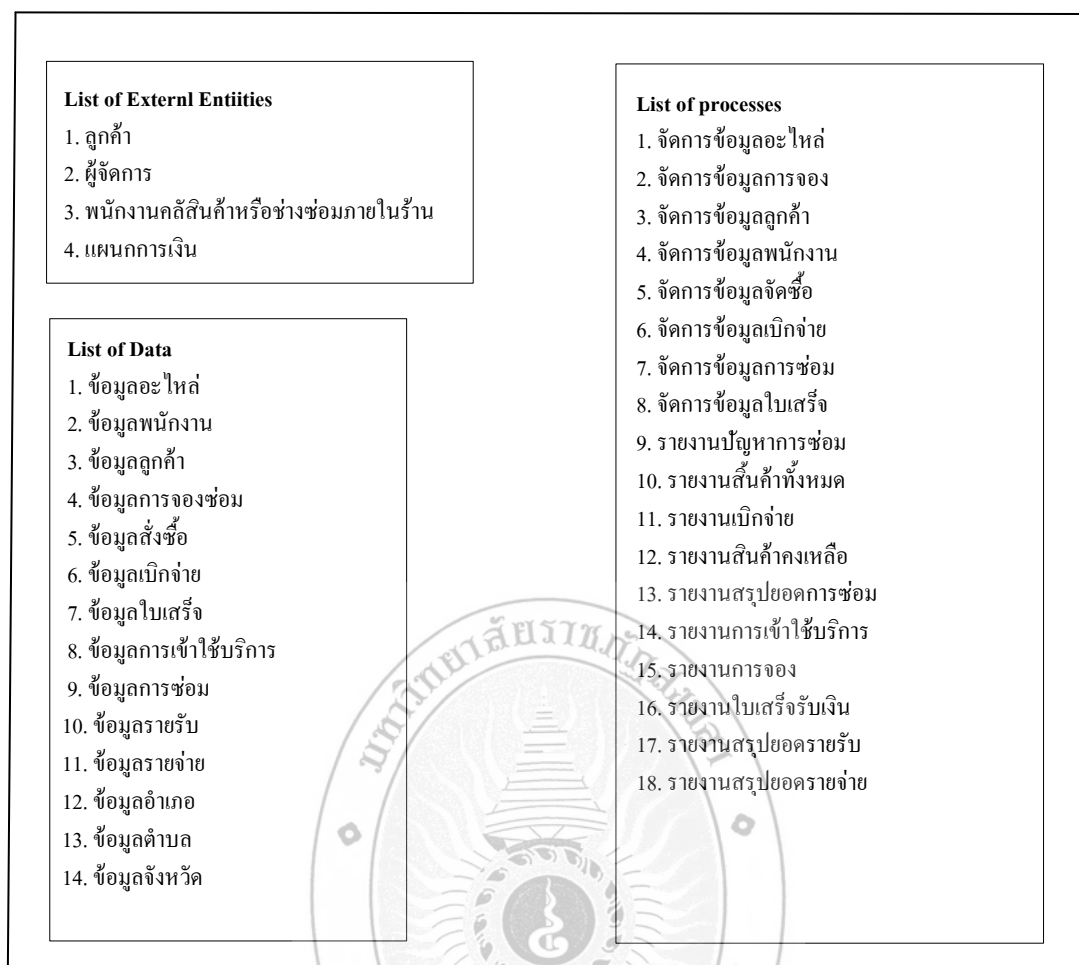 List of Externl Entiities
1. ลูกค้า
2. ผู้จัดการ
3. พนักงานคลัสินค้าหรือช่างซ่อมภายในร้าน
4. แผนกการเงิน
List of Data
1. ข้อมูลอะไหล่
2. ข้อมูลพนักงาน
3. ข้อมูลลูกค้า
4. ข้อมูลการจองซ่อม
5. ข้อมูลสั่งซื้อ
6. ข้อมูลเบิกจ่าย
7. ข้อมูลใบเสร็จ
8. ข้อมูลการเข้าใช้บริการ
9. ข้อมูลการซ่อม
10. ข้อมูลรายรับ
11. ข้อมูลรายจ่าย
12. ข้อมูลอำเภอ
13. ข้อมูลตำบล
14. ข้อมูลจังหวัด
List of processes
1. จัดการข้อมูลอะไหล่
2. จัดการข้อมูลการจอง
3. จัดการข้อมูลลูกค้า
4. จัดการข้อมูลพนักงาน
5. จัดการข้อมูลจัดซื้อ
6. จัดการข้อมูลเบิกจ่าย
7. จัดการข้อมูลการซ่อม
8. จัดการข้อมูลใบเสร็จ
9. รายงานปัญหาการซ่อม
10. รายงานสิ้นค้าทั้งหมด
11. รายงานเบิกจ่าย
12. รายงานสินค้าคงเหลือ
13. รายงานสรุปยอดการซ่อม
14. รายงานการเข้าใช้บริการ
15. รายงานการจอง
16. รายงานใบเสร็จรับเงิน
17. รายงานสรุปยอดรายรับ
18. รายงานสรุปยอดรายจ่าย
มหาวิทยาลัยราชภัฏสงขลา